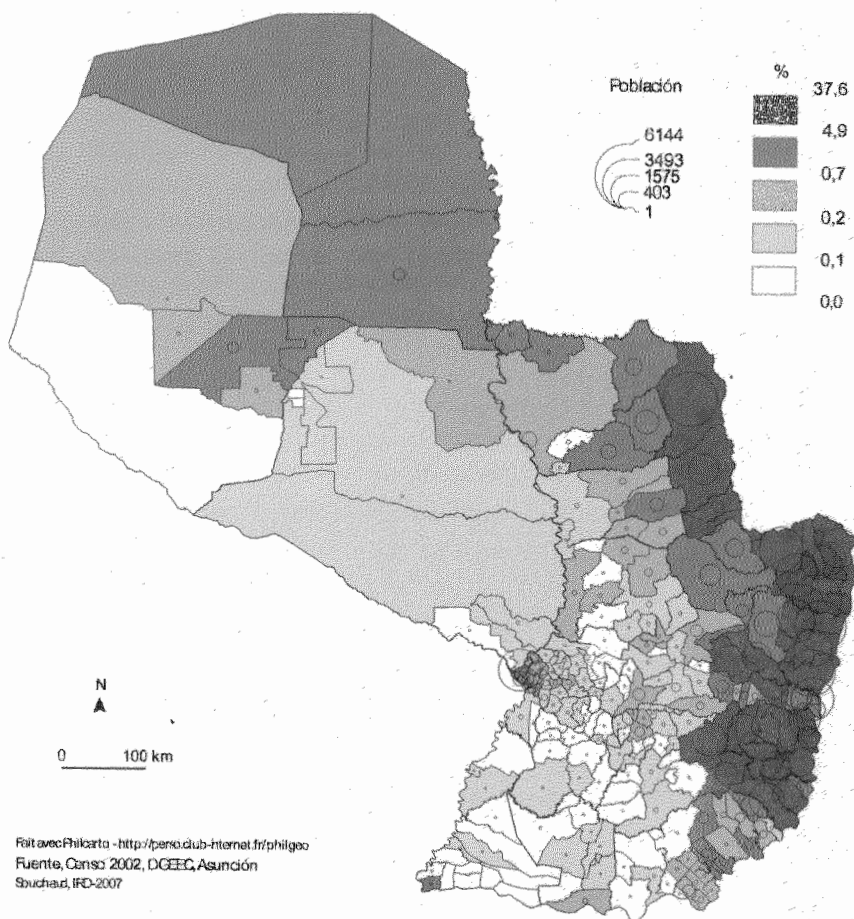 Población
6144
3493
1575
403
1
%
37,6
4,9
0,7
0,2
0,1
0,0
N
0 100 km
Fait avec Philcarto - http://perso.club-internet.fr/philgeo
Fuente, Censo 2002, DGEEC, Asunción
Souchaud, IRD-2007